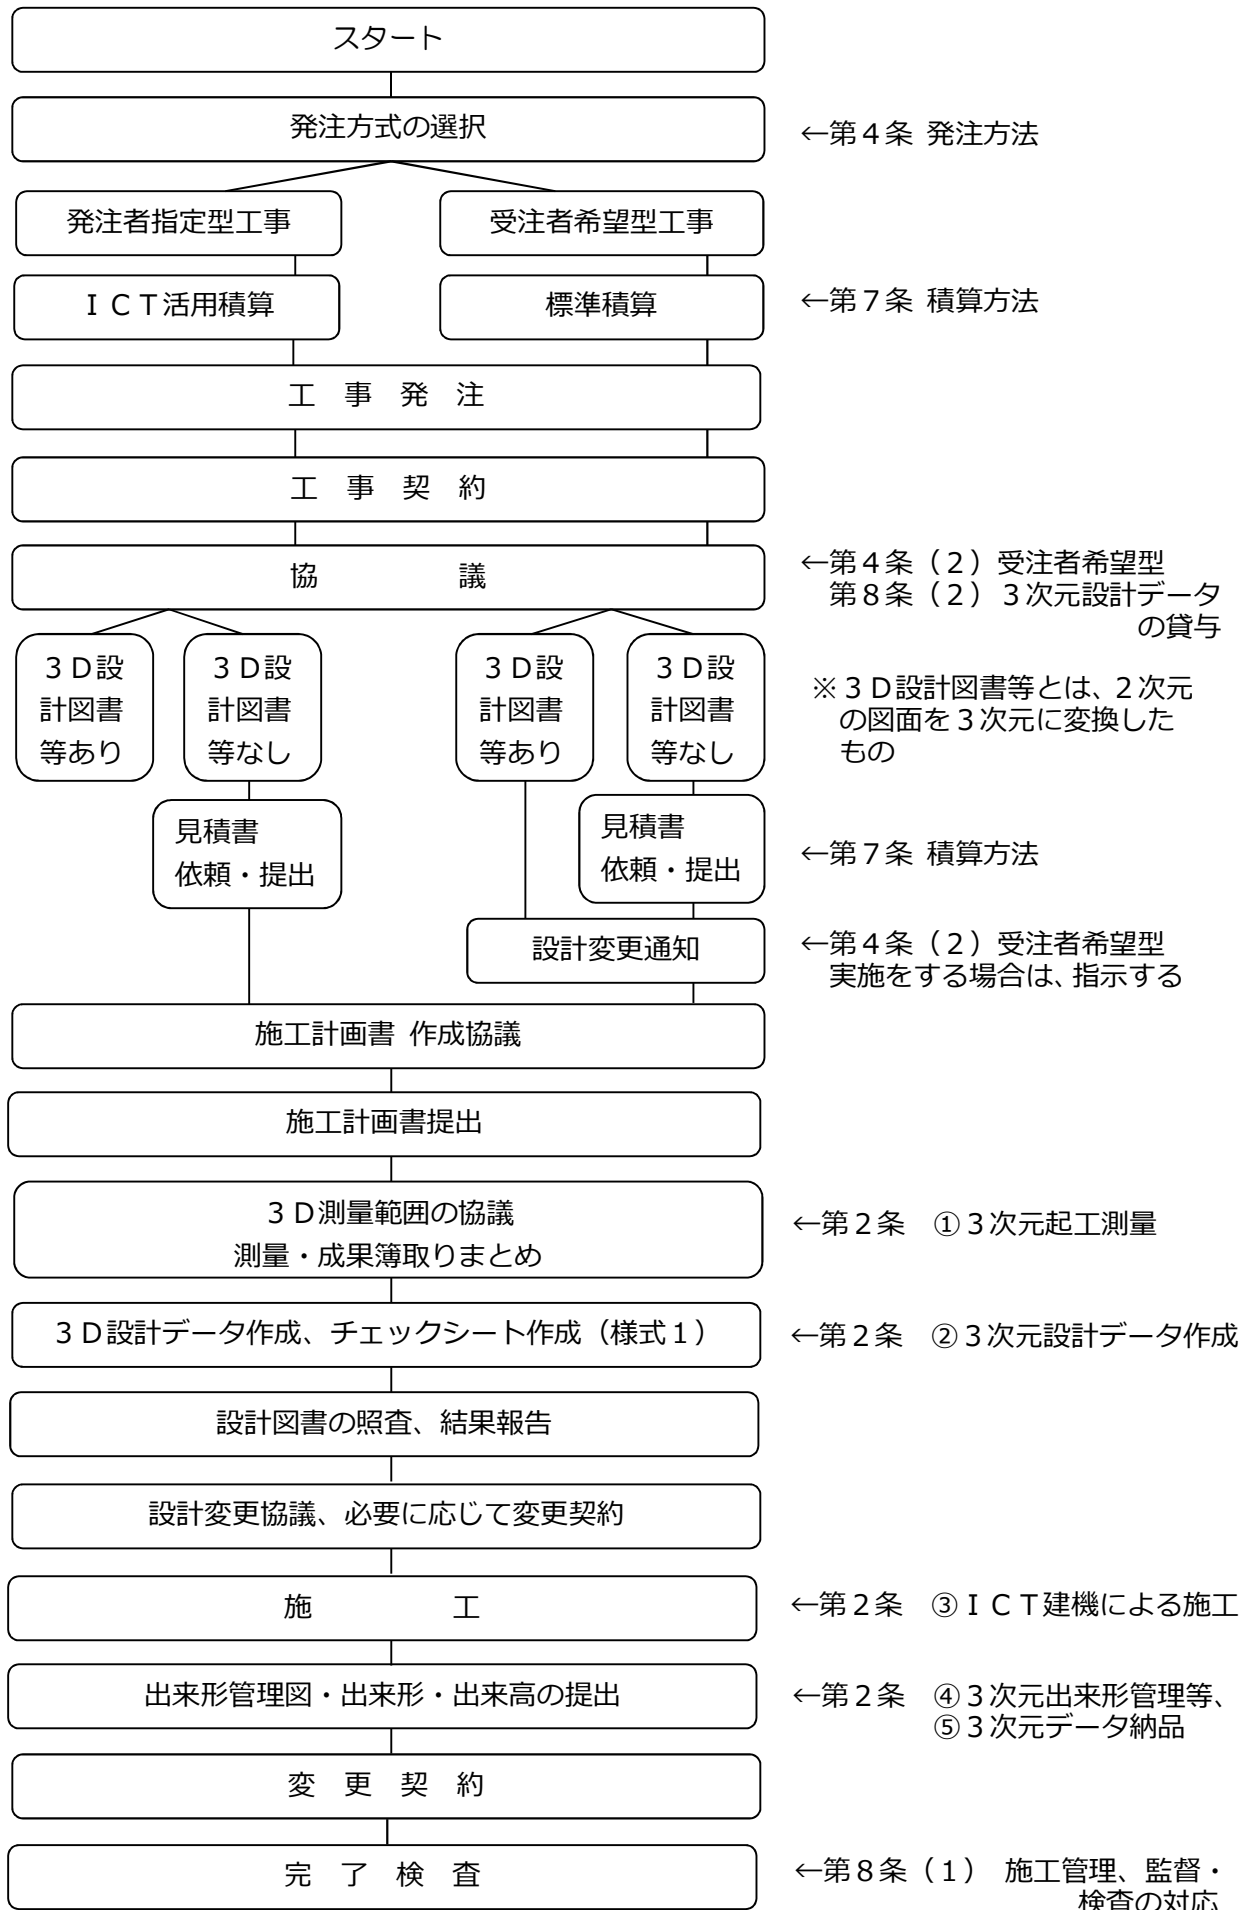 スタート
発注方式の選択
←第４条 発注方法
発注者指定型工事
受注者希望型工事
ＩＣＴ活用積算
標準積算
←第７条 積算方法
工　事　発　注
工　事　契　約
協　　　　　議
←第４条（２）受注者希望型
第８条（２）３次元設計データ
の貸与
３Ｄ設
計図書
等あり
３Ｄ設
計図書
等なし
３Ｄ設
計図書
等あり
３Ｄ設
計図書
等なし
※３Ｄ設計図書等とは、２次元
の図面を３次元に変換した
もの
見積書
依頼・提出
見積書
依頼・提出
←第７条 積算方法
設計変更通知
←第４条（２）受注者希望型
実施をする場合は、指示する
施工計画書 作成協議
施工計画書提出
３Ｄ測量範囲の協議
測量・成果簿取りまとめ
←第２条　①３次元起工測量
３Ｄ設計データ作成、チェックシート作成（様式１）
←第２条　②３次元設計データ作成
設計図書の照査、結果報告
設計変更協議、必要に応じて変更契約
施　　　　　工
←第２条　③ＩＣＴ建機による施工
出来形管理図・出来形・出来高の提出
←第２条　④３次元出来形管理等、
⑤３次元データ納品
変　更　契　約
完　了　検　査
←第８条（１）　施工管理、監督・
検査の対応